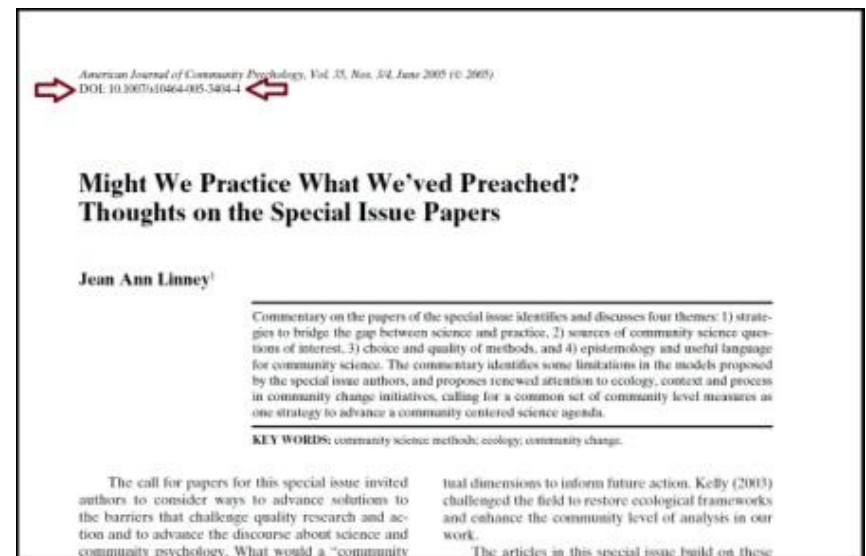 American Journal of Community Psychology, Vol. 35, Nos. 3/4, June 2005 (© 2005)
DOI: 10.1007/s10464-005-3404-4
Might We Practice What We'ved Preached?
Thoughts on the Special Issue Papers
Jean Ann Linney¹
Commentary on the papers of the special issue identifies and discusses four themes: 1) strate-
gies to bridge the gap between science and practice, 2) sources of community science ques-
tions of interest, 3) choice and quality of methods, and 4) epistemology and useful language
for community science. The commentary identifies some limitations in the models proposed
by the special issue authors, and proposes renewed attention to ecology, context and process
in community change initiatives, calling for a common set of community level measures as
one strategy to advance a community centered science agenda.
KEY WORDS: community science methods; ecology; community change.
The call for papers for this special issue invited
authors to consider ways to advance solutions to
the barriers that challenge quality research and ac-
tion and to advance the discourse about science and
community psychology. What would a "community
tual dimensions to inform future action. Kelly (2003)
challenged the field to restore ecological frameworks
and enhance the community level of analysis in our
work.
The articles in this special issue build on these